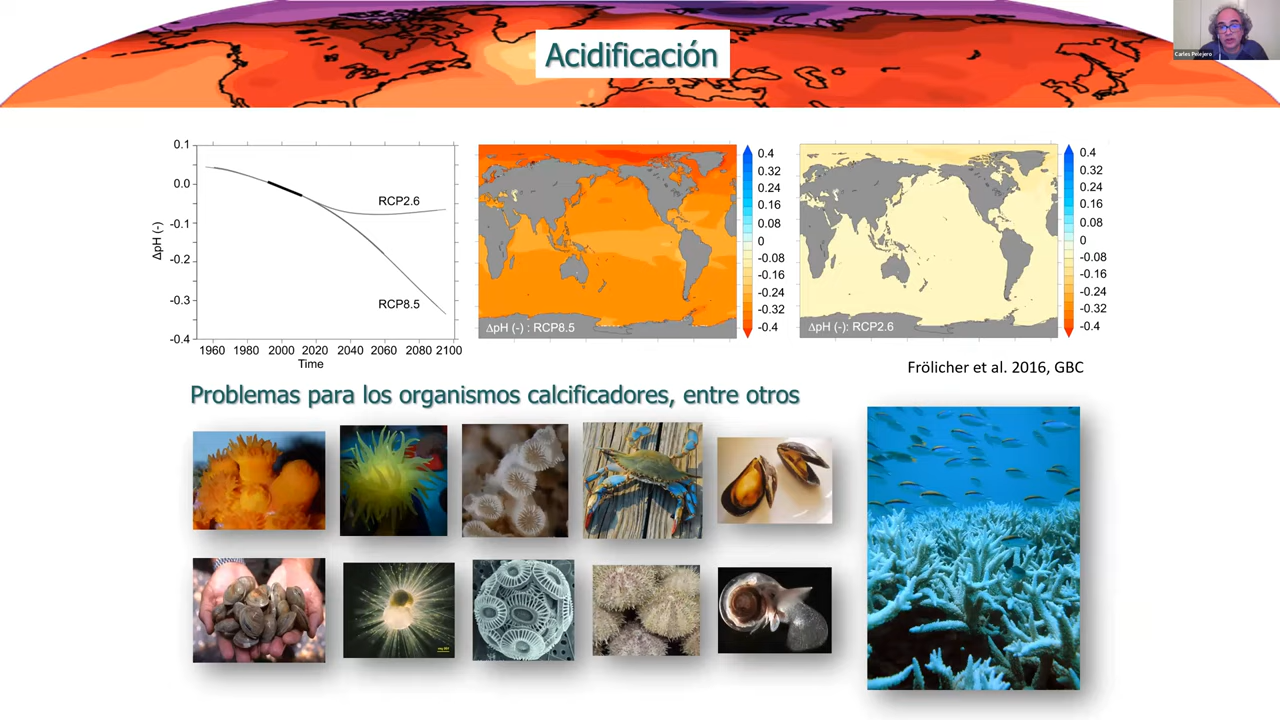 Acidificación
Carles Pelejero
0.1
0.0
-0.1
-0.2
-0.3
-0.4
ΔpH (-)
RCP2.6
RCP8.5
1960 1980 2000 2020 2040 2060 2080 2100
Time
ΔpH (-) : RCP8.5
0.4
0.32
0.24
0.16
0.08
0
-0.08
-0.16
-0.24
-0.32
-0.4
ΔpH (-): RCP2.6
0.4
0.32
0.24
0.16
0.08
0
-0.08
-0.16
-0.24
-0.32
-0.4
Frölicher et al. 2016, GBC
Problemas para los organismos calcificadores, entre otros